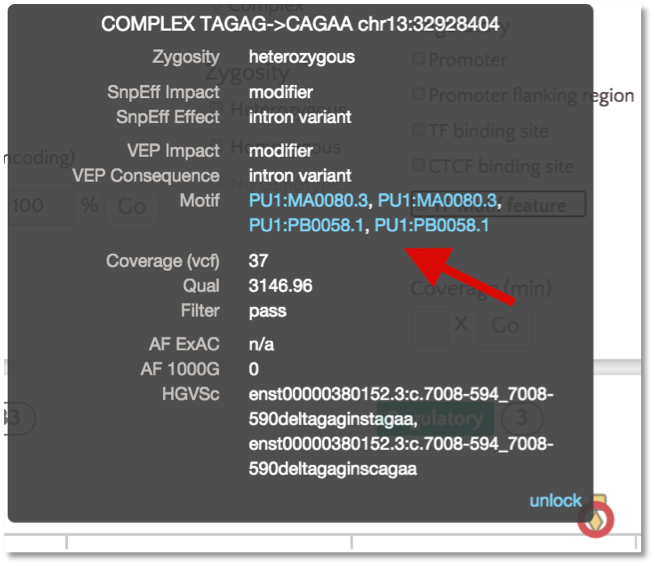 COMPLEX TAGAG->CAGAA chr13:32928404
Zygosity heterozygous
SnpEff Impact modifier
SnpEff Effect intron variant
VEP Impact modifier
VEP Consequence intron variant
Motif PU1:MA0080.3, PU1:MA0080.3,
PU1:PB0058.1, PU1:PB0058.1
Coverage (vcf) 37
Qual 3146.96
Filter pass
AF ExAC n/a
AF 1000G 0
HGVSc enst00000380152.3:c.7008-594_7008-
590deltagaginstagaa,
enst00000380152.3:c.7008-594_7008-
590deltagaginscagaa
unlock
Complex
Zygosity
Heterozygous
Homozygous
ncoding)
100 % Go
Promoter
Promoter flanking region
TF binding site
CTCF binding site
feature
Coverage (min)
X Go
3